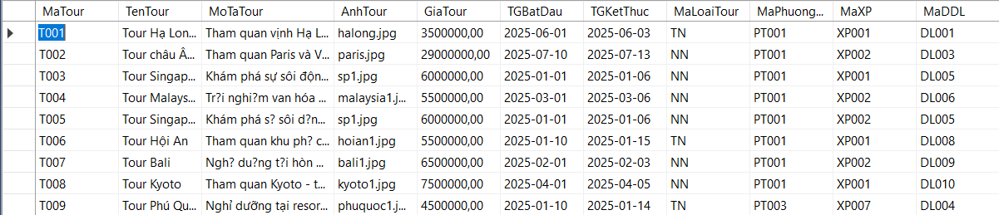 MaTour TenTour MoTaTour AnhTour GiaTour TGBatDau TGKetThuc MaLoaiTour MaPhuong... MaXP MaDDL
T001 Tour Hạ Lon... Tham quan vịnh Hạ L... halong.jpg 3500000,00 2025-06-01 2025-06-03 TN PT001 XP001 DL001
T002 Tour châu Â... Tham quan Paris và V... paris.jpg 29000000,00 2025-07-10 2025-07-13 NN PT001 XP002 DL003
T003 Tour Singap... Khám phá sự sôi độn... sp1.jpg 6000000,00 2025-01-01 2025-01-06 NN PT001 XP001 DL005
T004 Tour Malays... Tr?i nghi?m van hóa ... malaysia1.j... 5500000,00 2025-03-01 2025-03-06 NN PT001 XP002 DL006
T005 Tour Singap... Khám phá s? sôi d?n... sp1.jpg 6000000,00 2025-01-01 2025-01-06 NN PT001 XP002 DL005
T006 Tour Hội An Tham quan khu ph? c... hoian1.jpg 5500000,00 2025-01-10 2025-01-15 TN PT001 XP001 DL008
T007 Tour Bali Ngh? du?ng t?i hòn ... bali1.jpg 6500000,00 2025-02-01 2025-02-03 NN PT001 XP002 DL009
T008 Tour Kyoto Tham quan Kyoto - t... kyoto1.jpg 7500000,00 2025-04-01 2025-04-05 NN PT001 XP001 DL010
T009 Tour Phú Qu... Nghỉ dưỡng tại resor... phuquoc1.j... 4500000,00 2025-01-10 2025-01-14 TN PT003 XP007 DL004